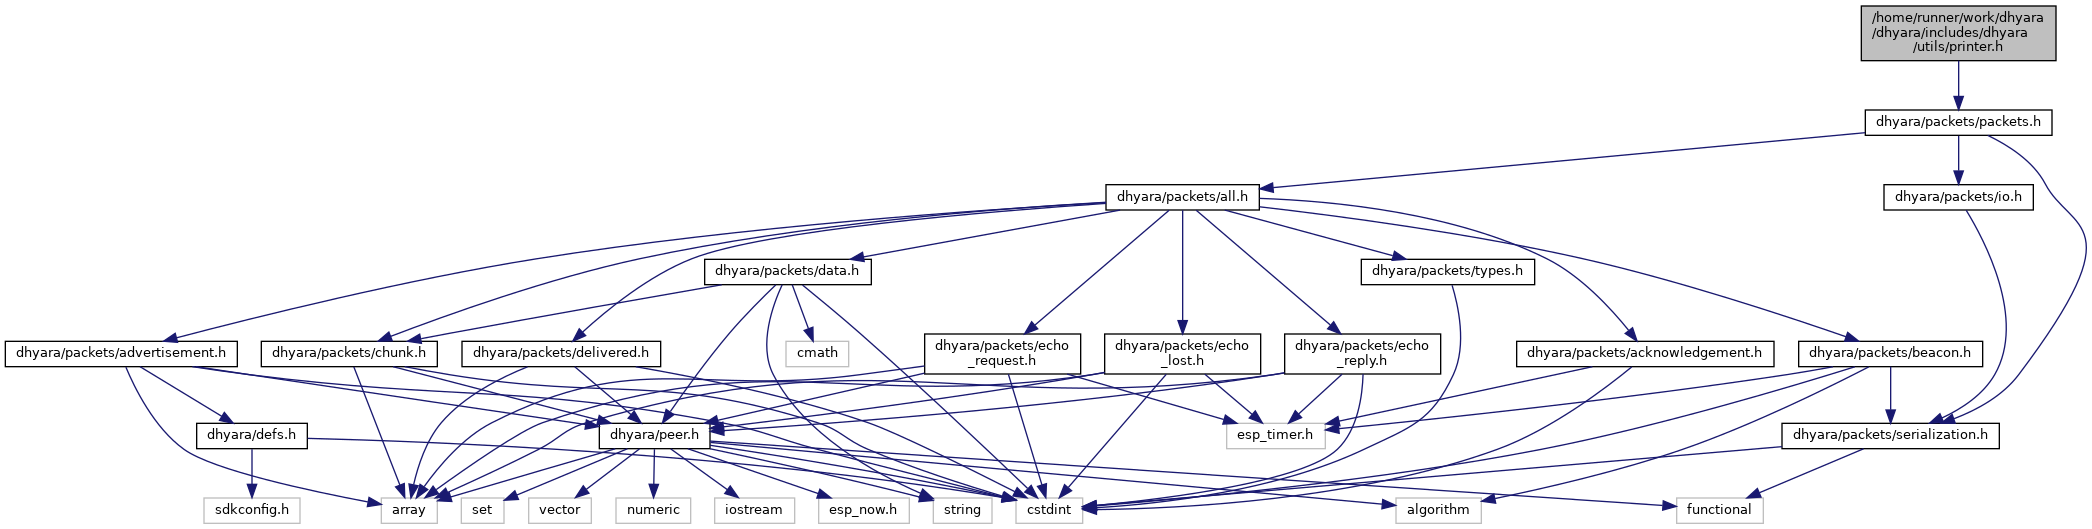 /home/runner/work/dhyara
/dhyara/includes/dhyara
/utils/printer.h
dhyara/packets/packets.h
dhyara/packets/all.h
dhyara/packets/io.h
dhyara/packets/data.h
dhyara/packets/types.h
dhyara/packets/advertisement.h
dhyara/packets/chunk.h
dhyara/packets/delivered.h
cmath
dhyara/packets/echo
_request.h
dhyara/packets/echo
_lost.h
dhyara/packets/echo
_reply.h
dhyara/packets/acknowledgement.h
dhyara/packets/beacon.h
dhyara/defs.h
dhyara/peer.h
esp_timer.h
dhyara/packets/serialization.h
sdkconfig.h
array
set
vector
numeric
iostream
esp_now.h
string
cstdint
algorithm
functional